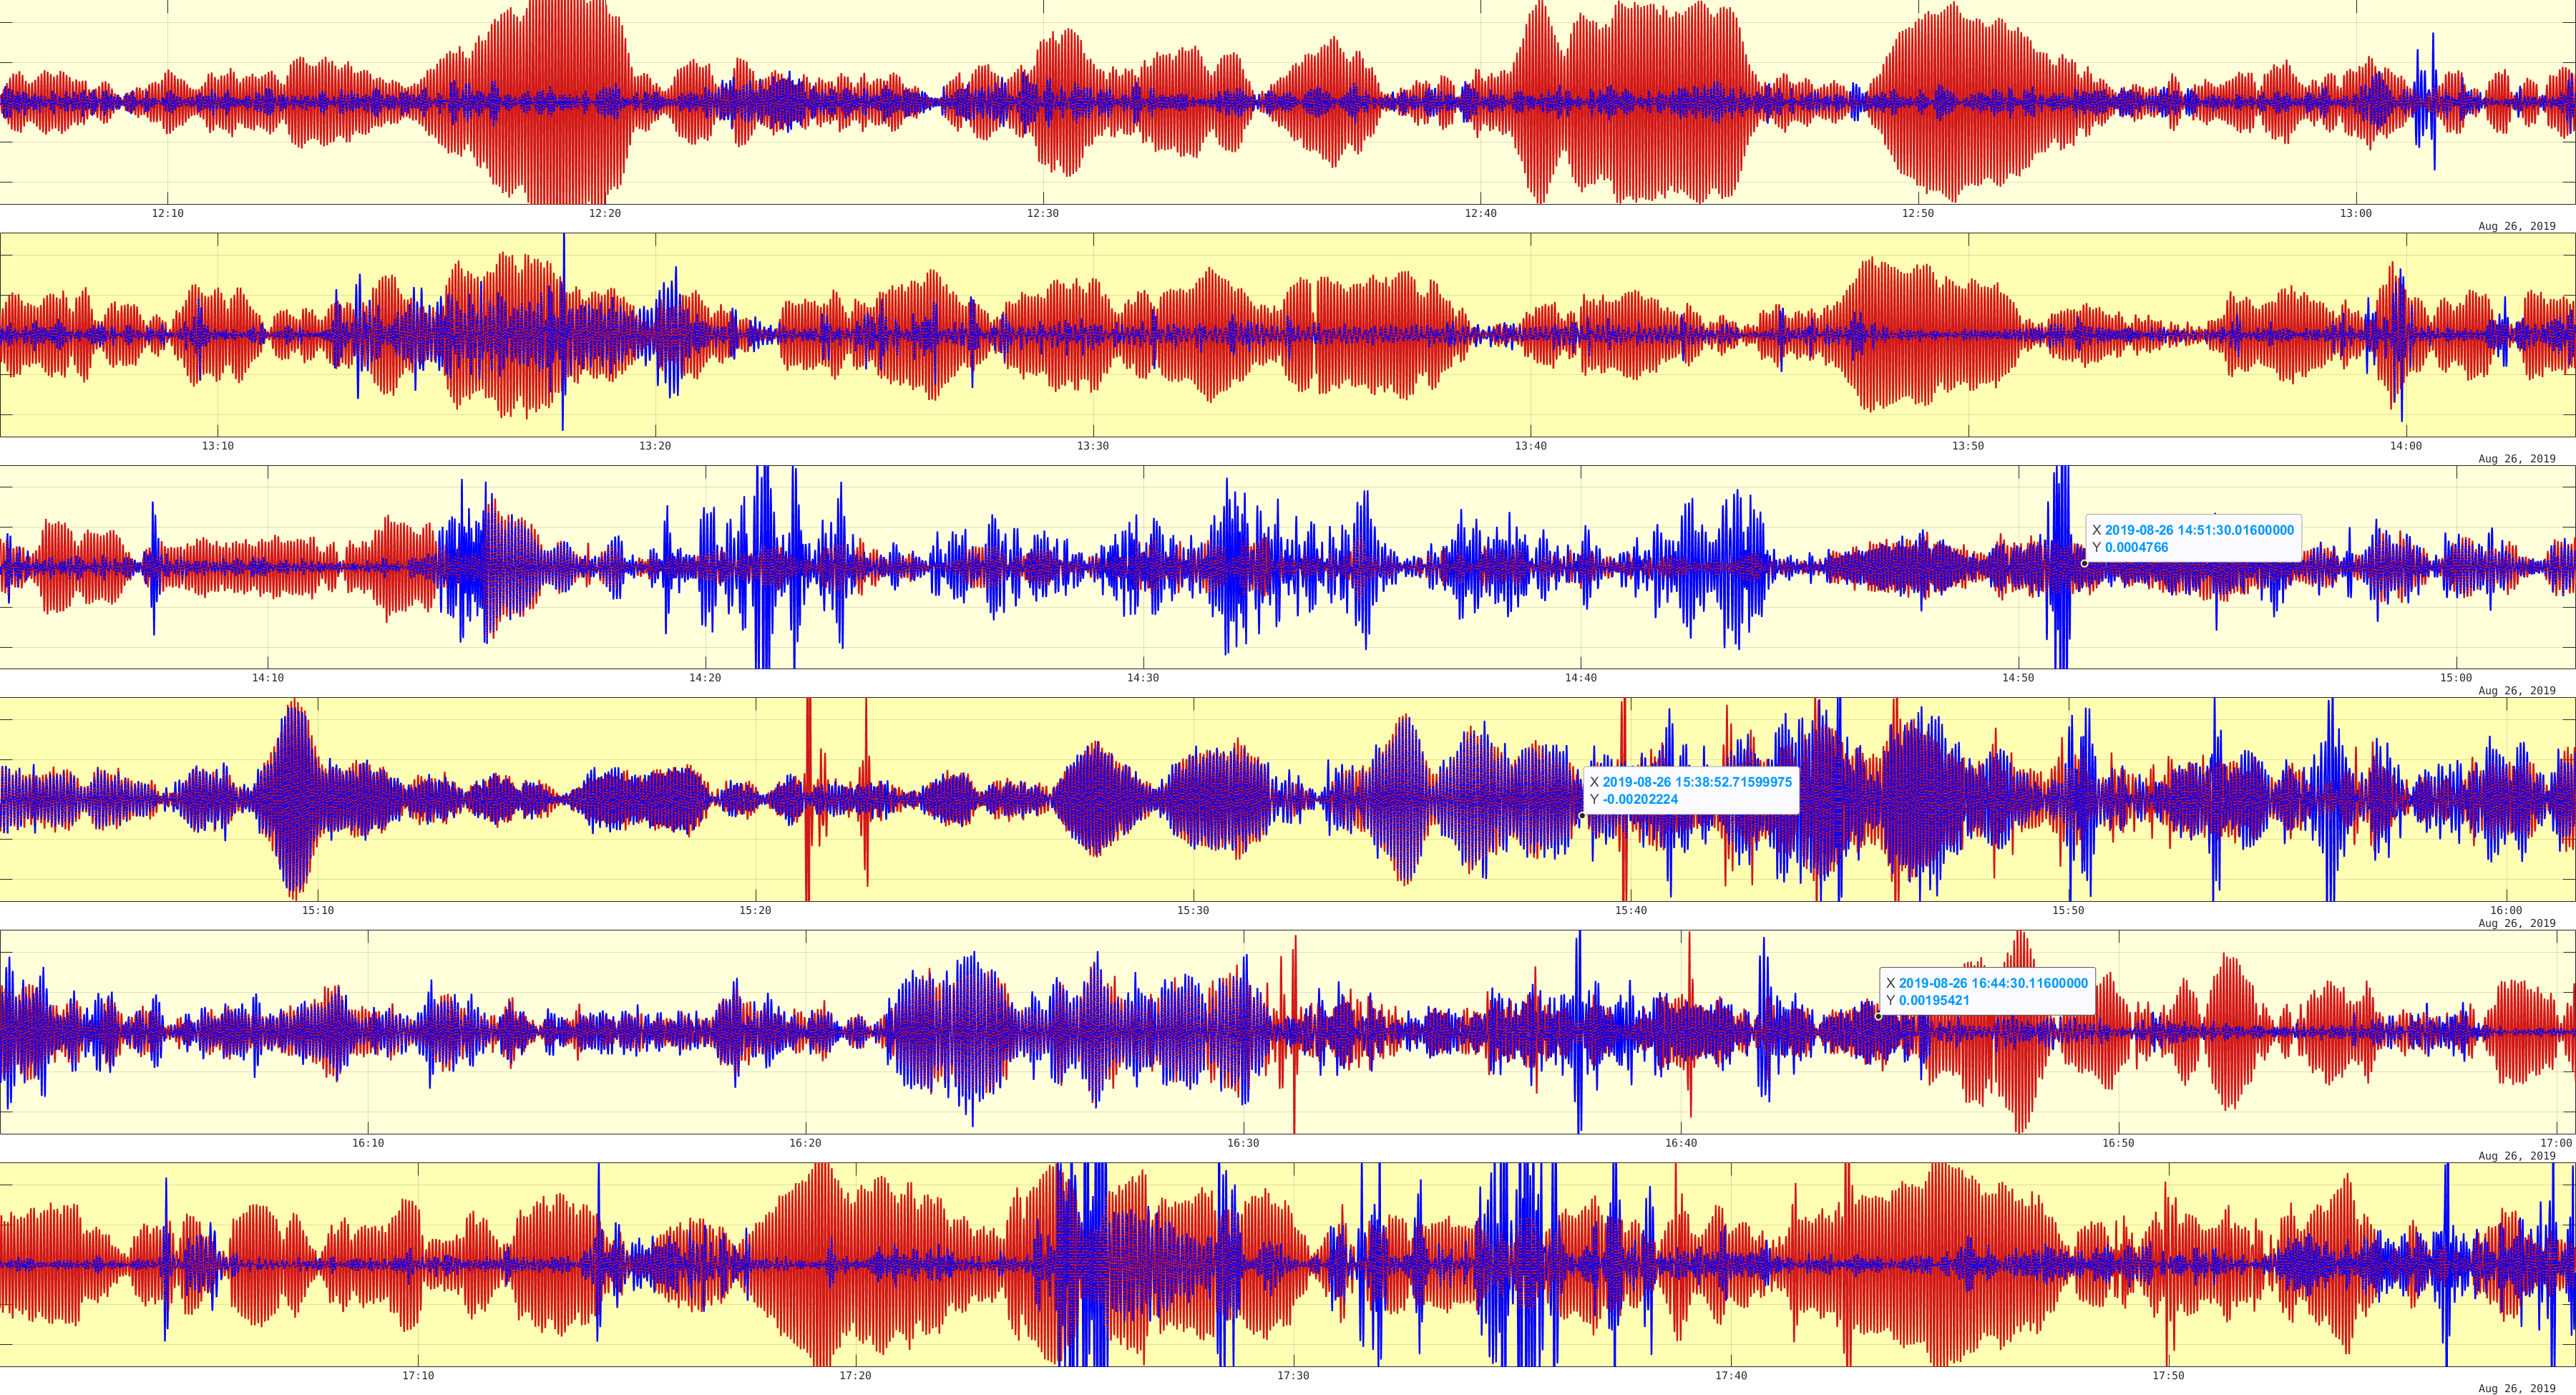 12:10 12:20 12:30 12:40 12:50 13:00
Aug 26, 2019
13:10 13:20 13:30 13:40 13:50 14:00
Aug 26, 2019
X 2019-08-26 14:51:30.01600000
Y 0.0004766
14:10 14:20 14:30 14:40 14:50 15:00
Aug 26, 2019
X 2019-08-26 15:38:52.71599975
Y -0.00202224
15:10 15:20 15:30 15:40 15:50 16:00
Aug 26, 2019
X 2019-08-26 16:44:30.11600000
Y 0.00195421
16:10 16:20 16:30 16:40 16:50 17:00
Aug 26, 2019
17:10 17:20 17:30 17:40 17:50
Aug 26, 2019